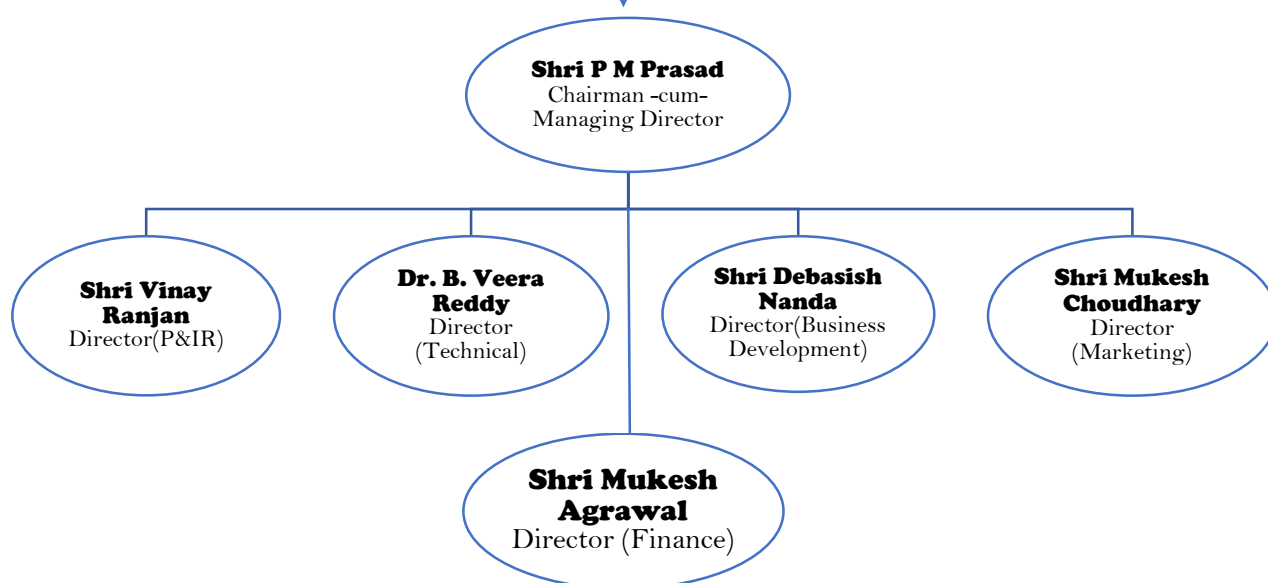 Shri P M Prasad
Chairman -cum-
Managing Director
Shri Vinay
Ranjan
Director(P&IR)
Dr. B. Veera
Reddy
Director
(Technical)
Shri Debasish
Nanda
Director(Business
Development)
Shri Mukesh
Choudhary
Director
(Marketing)
Shri Mukesh
Agrawal
Director (Finance)